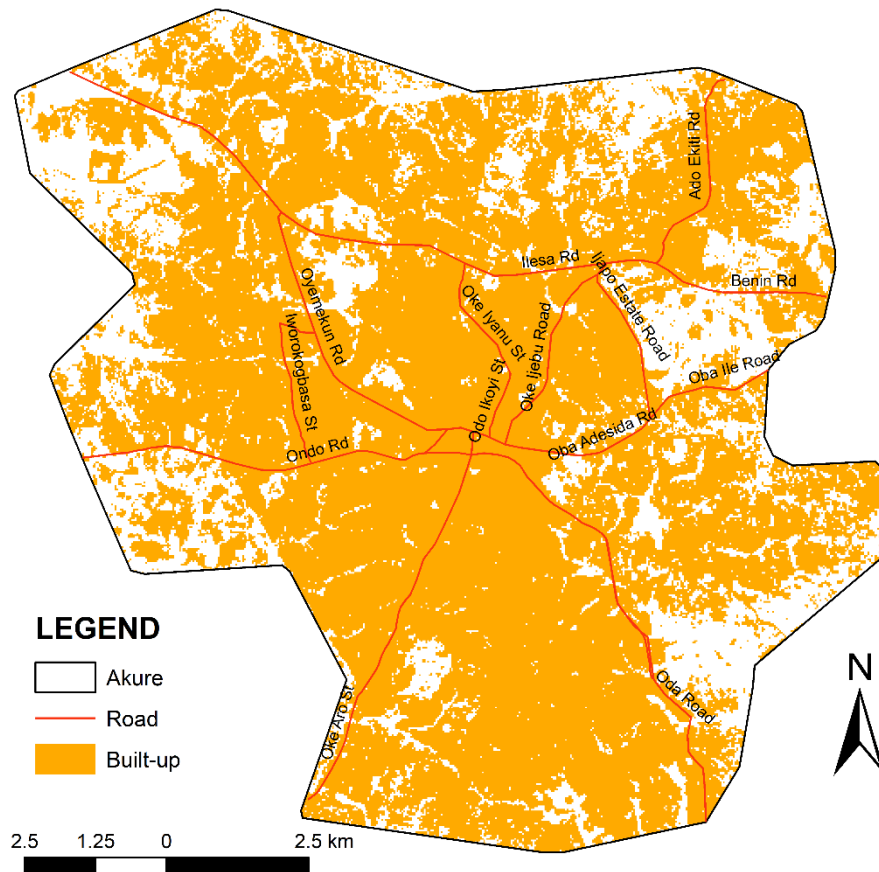 Ado Ekiti Rd
Ilesa Rd
Ijapo Estate Road
Benin Rd
Oyemekun Rd
Oke Iyanu St
Iworokogbasa St
Oke Ijebu Road
Oba Ile Road
Odo Ikoyi St
Oba Adesida Rd
Ondo Rd
LEGEND
Akure
Road
Built-up
Oke Aro St
Oda Road
N
2.5 1.25 0 2.5 km